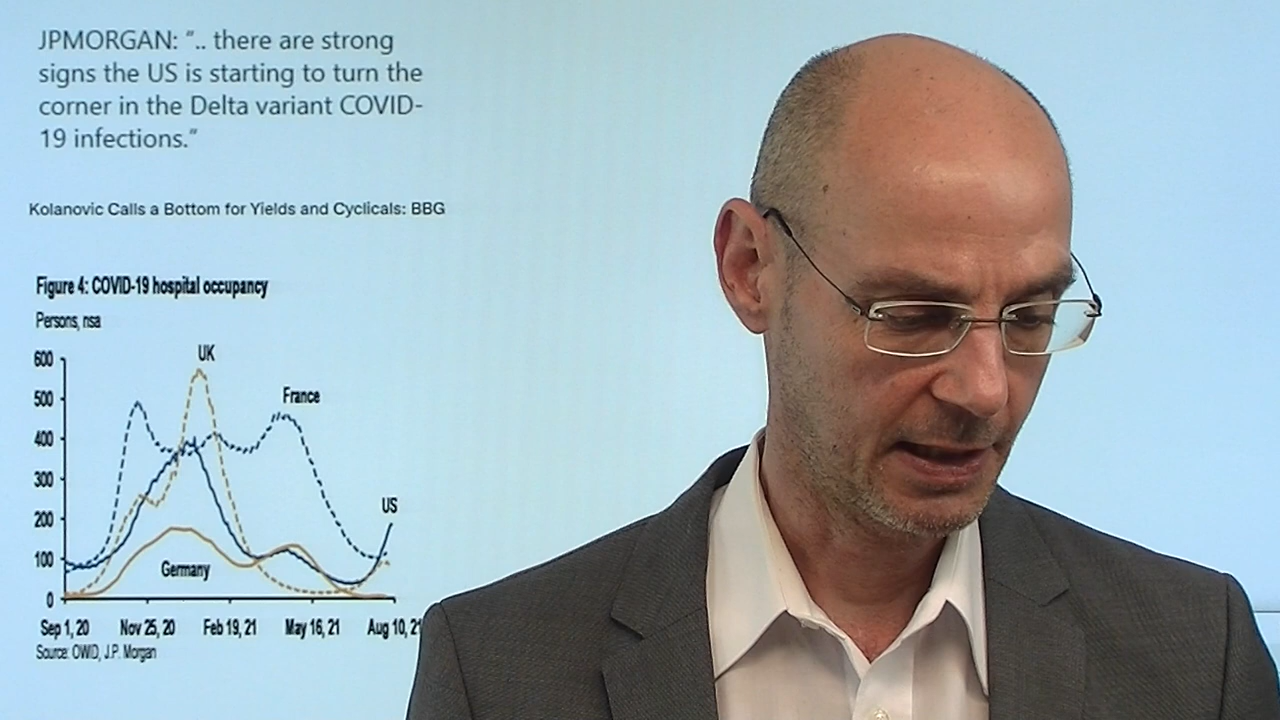 JPMORGAN: “.. there are strong
signs the US is starting to turn the
corner in the Delta variant COVID-
19 infections.”
Kolanovic Calls a Bottom for Yields and Cyclicals: BBG
Figure 4: COVID-19 hospital occupancy
Persons, nsa
600
500
400
300
200
100
0
UK
France
US
Germany
Sep 1, 20 Nov 25, 20 Feb 19, 21 May 16, 21 Aug 10, 21
Source: OWID, J.P. Morgan